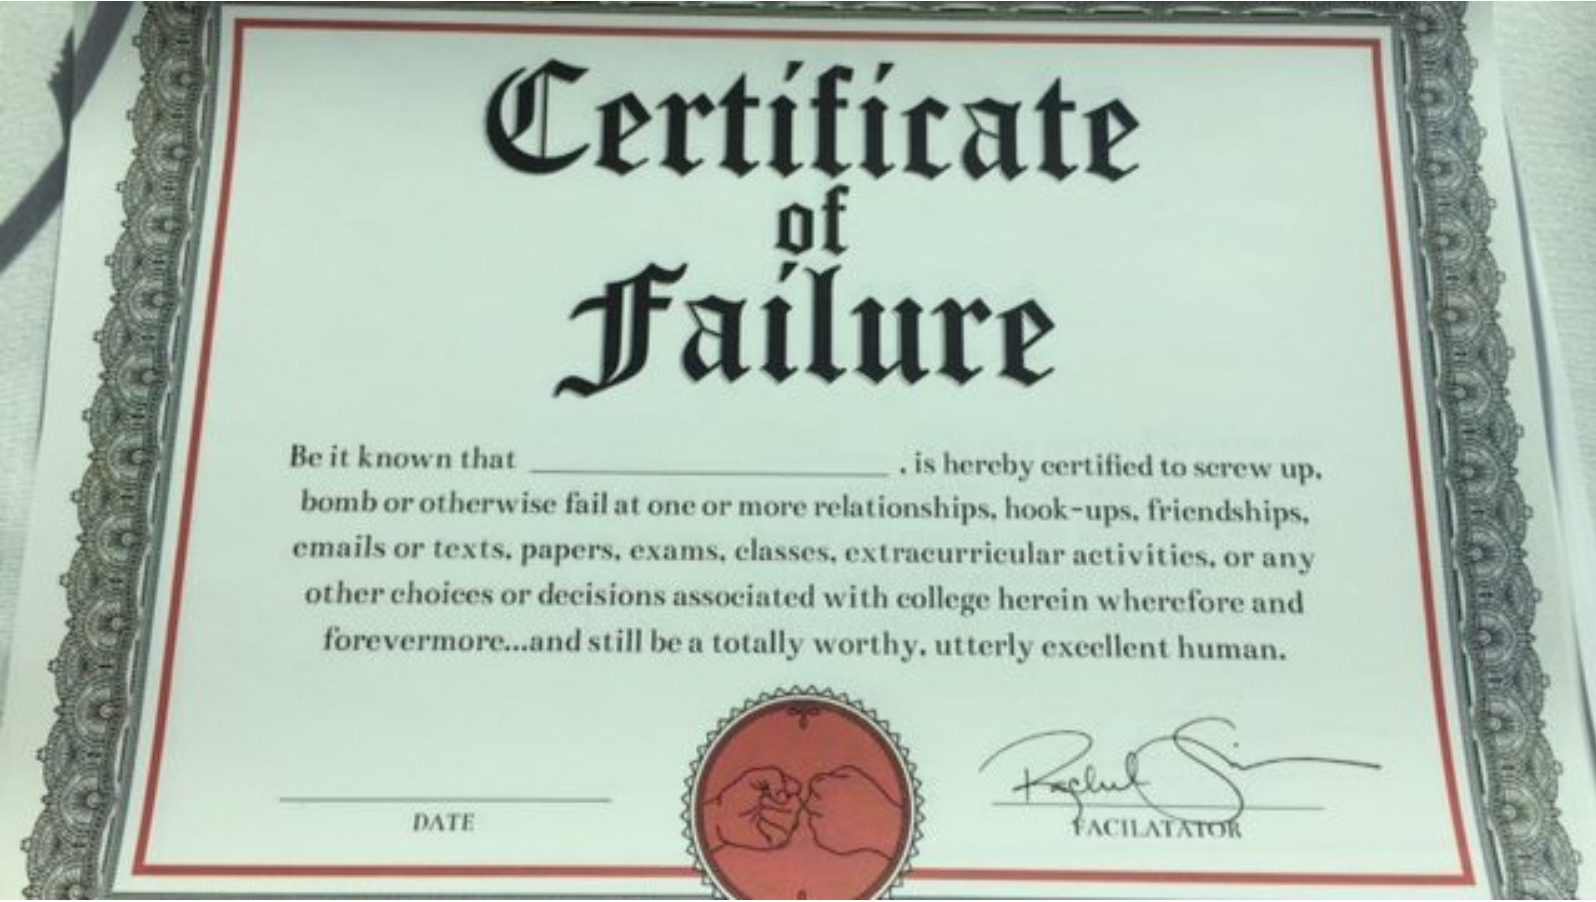 Certificate
of
Failure
Be it known that ____________________, is hereby certified to screw up,
bomb or otherwise fail at one or more relationships, hook-ups, friendships,
emails or texts, papers, exams, classes, extracurricular activities, or any
other choices or decisions associated with college herein wherefore and
forevermore...and still be a totally worthy, utterly excellent human.
Rachel
DATE
FACILATATOR